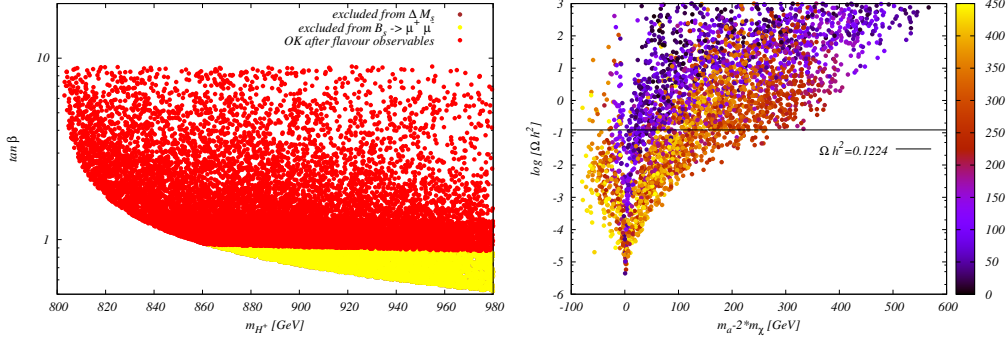 excluded from Δ M_s
excluded from B_s -> μ^+ μ
OK after flavour observables
10
1
tan β
800 820 840 860 880 900 920 940 960 980
m_H^+ [GeV]
3
2
1
0
-1
-2
-3
-4
-5
-6
log [Ω h^2]
Ω h^2=0.1224
-100 0 100 200 300 400 500 600
m_a-2*m_χ [GeV]
450
400
350
300
250
200
150
100
50
0